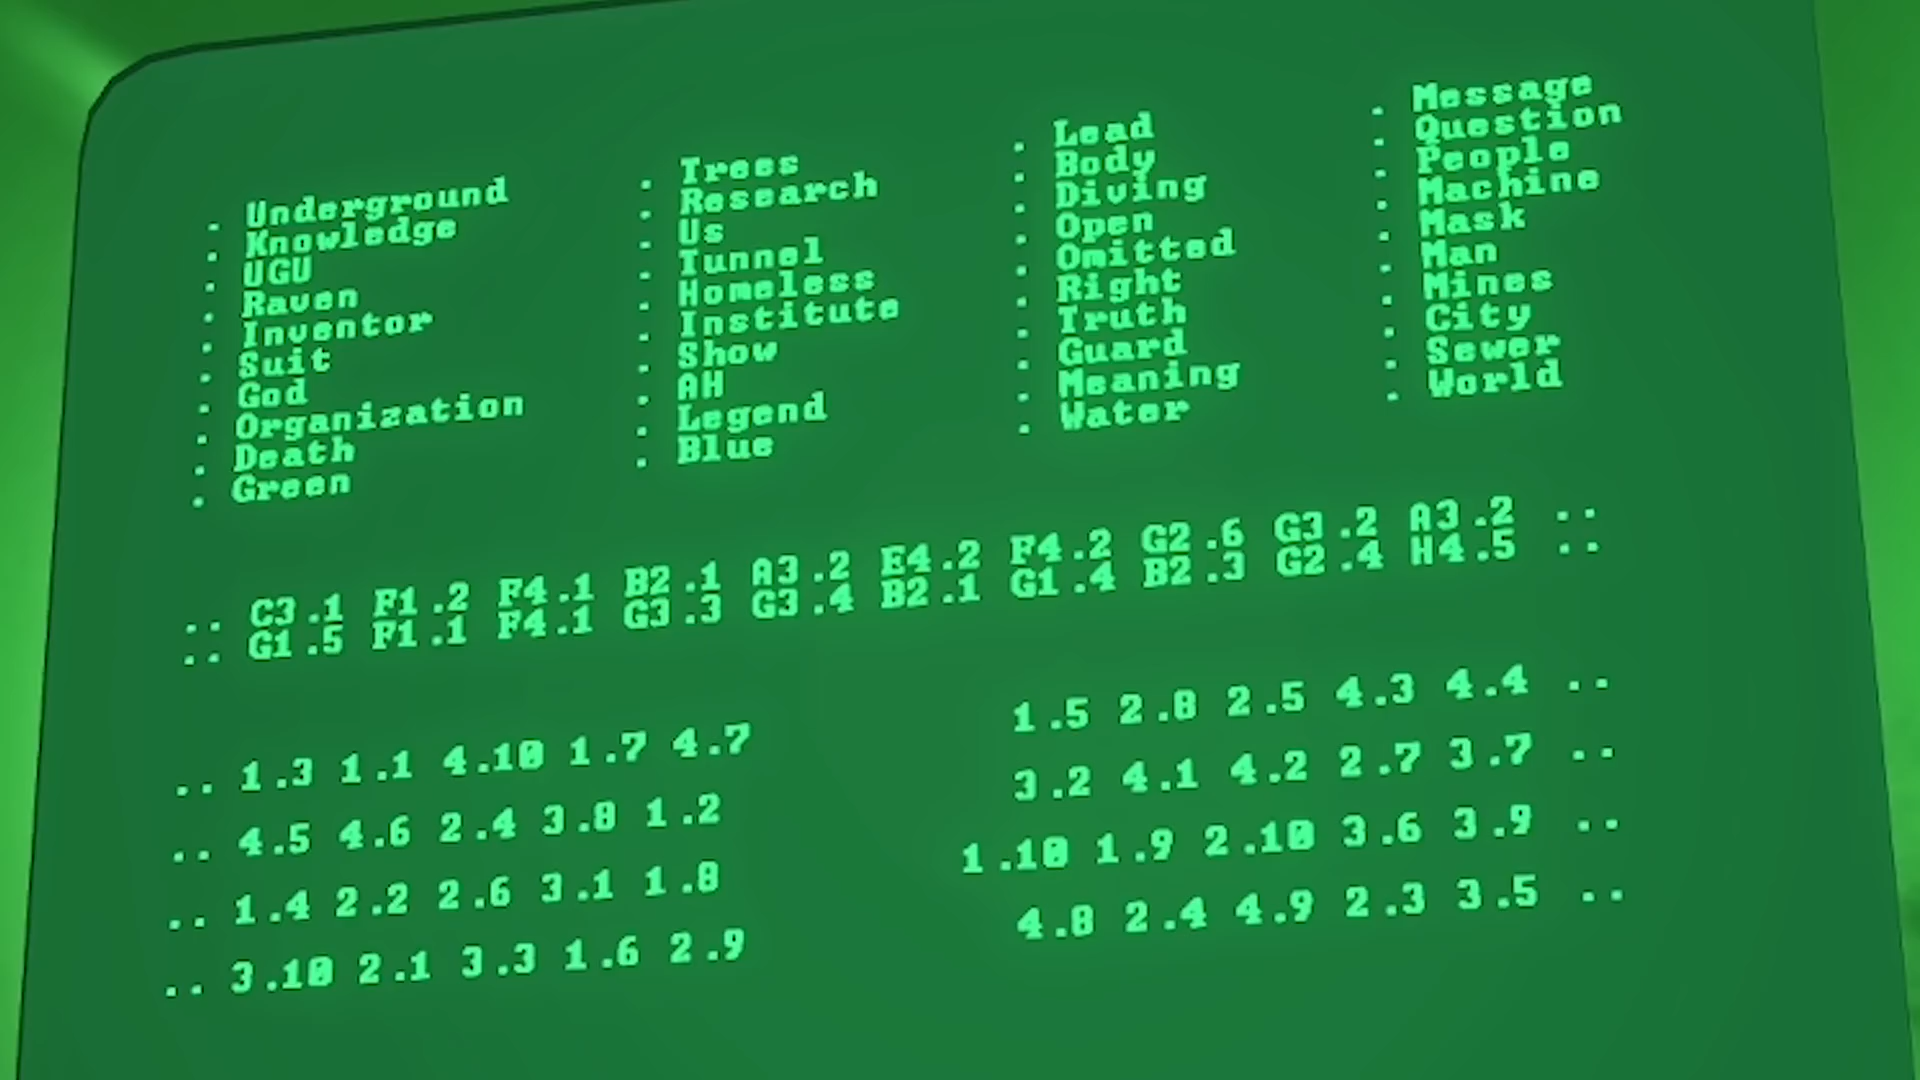 . Underground
. Knowledge
. UGU
. Raven
. Inventor
. Suit
. God
. Organization
. Death
. Green
. Trees
. Research
. Us
. Tunnel
. Homeless
. Institute
. Show
. AH
. Legend
. Blue
. Lead
. Body
. Diving
. Open
. Omitted
. Right
. Truth
. Guard
. Meaning
. Water
. Message
. Question
. People
. Machine
. Mask
. Man
. Mines
. City
. Sewer
. World
.. C3.1 F1.2 F4.1 B2.1 A3.2 E4.2 F4.2 G2.6 G3.2 A3.2 ..
.. G1.5 F1.1 F4.1 G3.3 G3.4 B2.1 G1.4 B2.3 G2.4 H4.5 ..
.. 1.3 1.1 4.10 1.7 4.7 1.5 2.8 2.5 4.3 4.4 ..
.. 4.5 4.6 2.4 3.8 1.2 3.2 4.1 4.2 2.7 3.7 ..
.. 1.4 2.2 2.6 3.1 1.8 1.10 1.9 2.10 3.6 3.9 ..
.. 3.10 2.1 3.3 1.6 2.9 4.8 2.4 4.9 2.3 3.5 ..